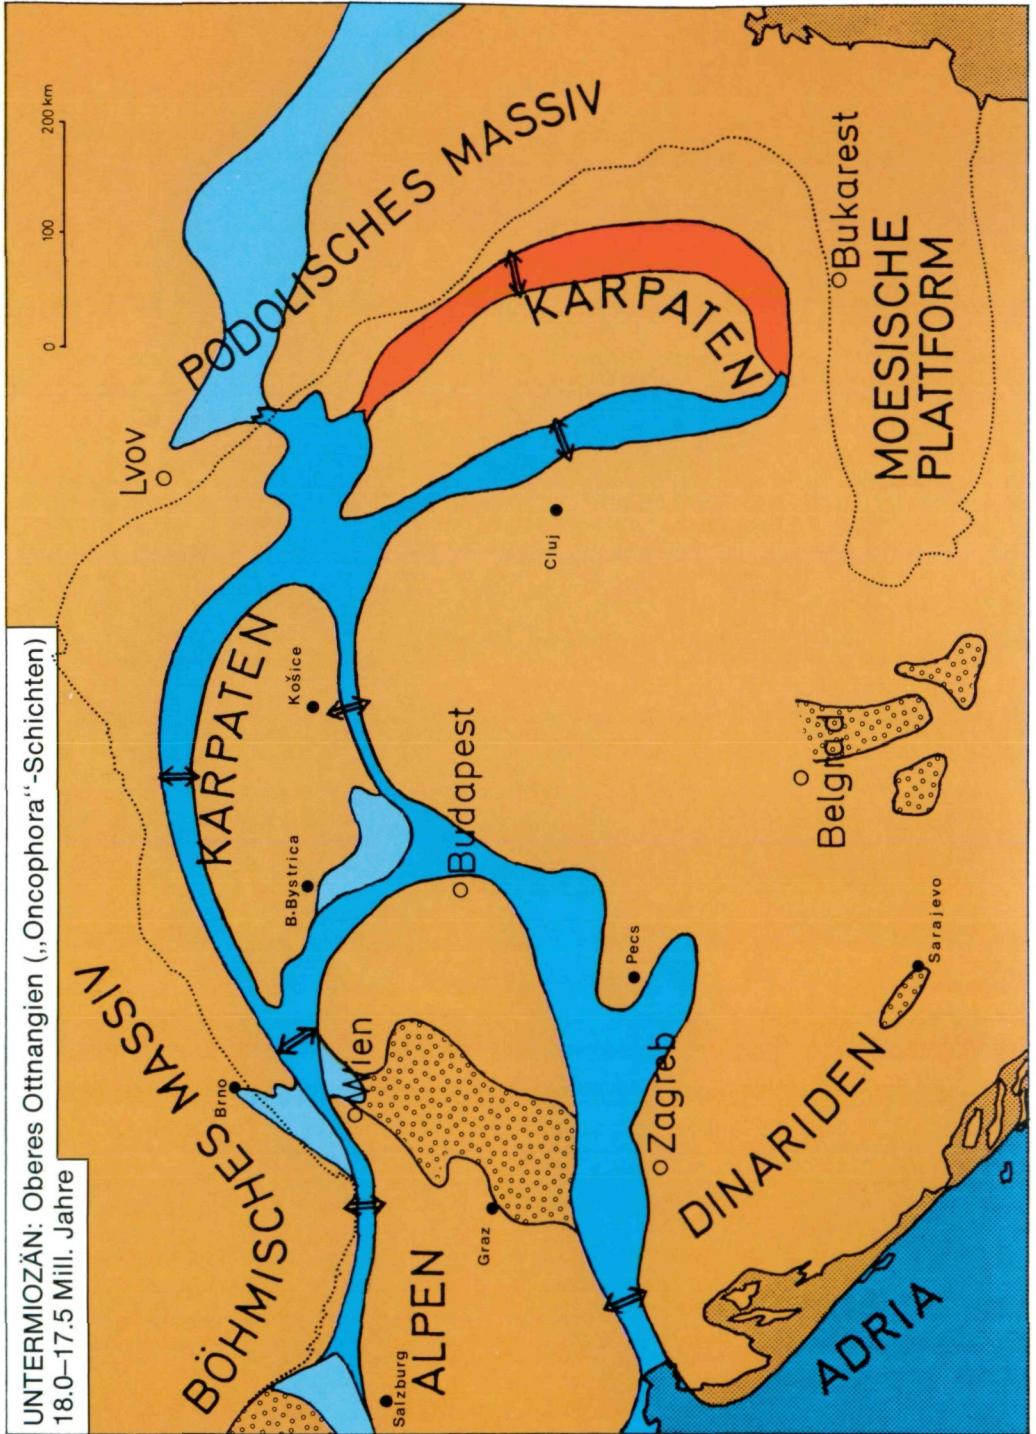 UNTERMIOZÄN: Oberes Ottnangien („Oncophora“-Schichten)
18.0–17.5 Mill. Jahre
0 100 200 km
BÖHMISCHES MASSIV
Brno
Lvov
PODOLISCHES MASSIV
KARPATEN
B.Bystrica
Košice
Salzburg
ALPEN
Wien
Graz
Budapest
Cluj
KARPATEN
Pecs
Zagreb
DINARIDEN
Sarajevo
Belgrad
Bukarest
MOESISCHE
PLATTFORM
ADRIA